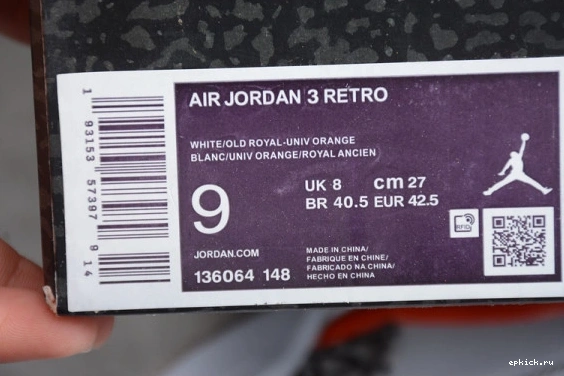 AIR JORDAN 3 RETRO
WHITE/OLD ROYAL-UNIV ORANGE
BLANC/UNIV ORANGE/ROYAL ANCIEN
9
UK 8 cm 27
BR 40.5 EUR 42.5
JORDAN.COM
136064 148
MADE IN CHINA/
FABRIQUE EN CHINE/
FABRICADO NA CHINA/
HECHO EN CHINA
RFID
1 93153 57397 9 14
epkick.ru